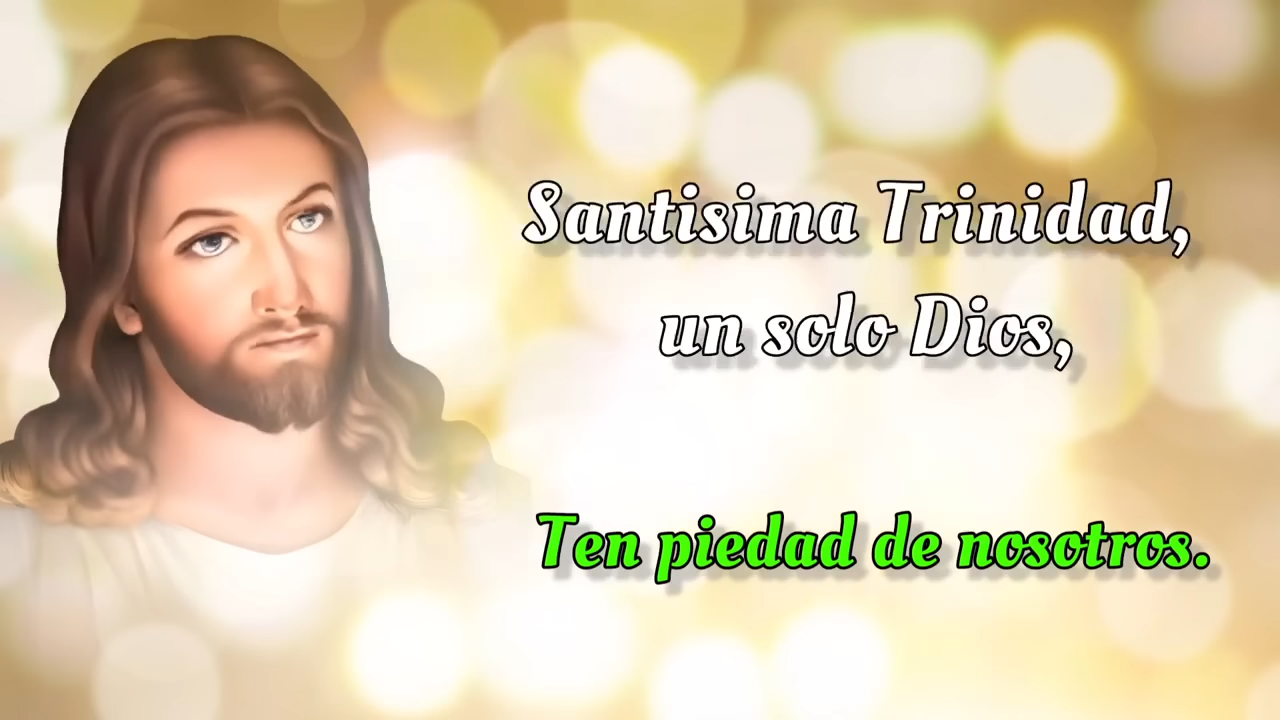 Santisima Trinidad,
un solo Dios,
Ten piedad de nosotros.